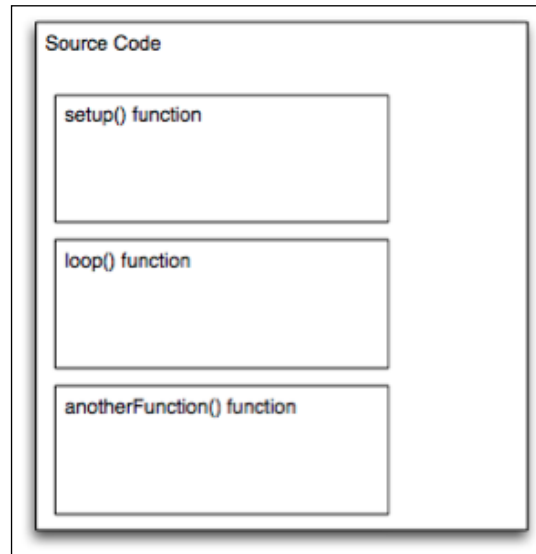 Source Code
setup() function
loop() function
anotherFunction() function